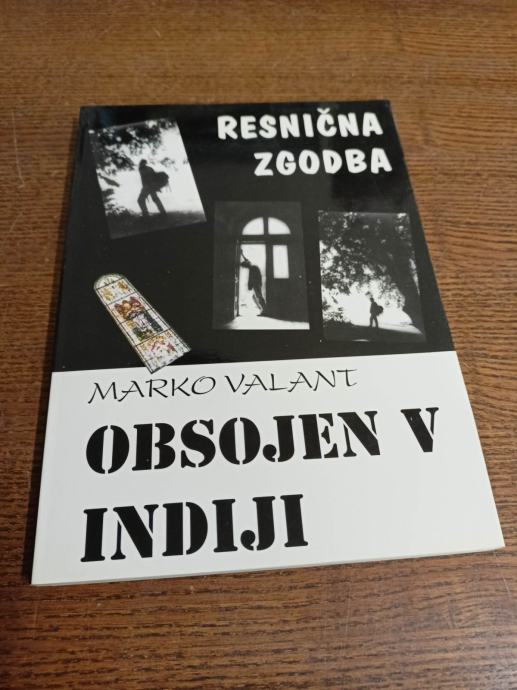 RESNIČNA
ZGODBA
MARKO VALANT
OBSOJEN V
INDIJI